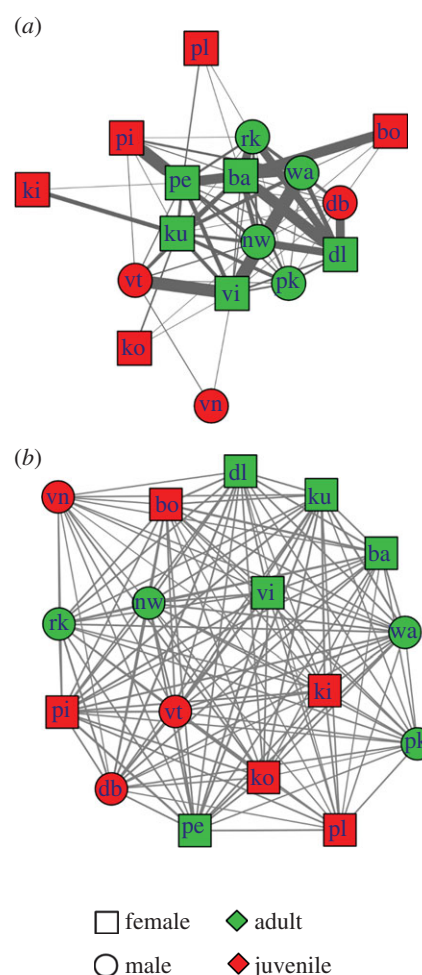 (a)
pl
pi
rk
bo
ba
wa
pe
ki
db
ku
nw
dl
vt
vi
pk
ko
vn
(b)
dl
vn
bo
ku
ba
vi
nw
rk
wa
ki
pi
vt
pk
ko
db
pe
pl
female
adult
male
juvenile